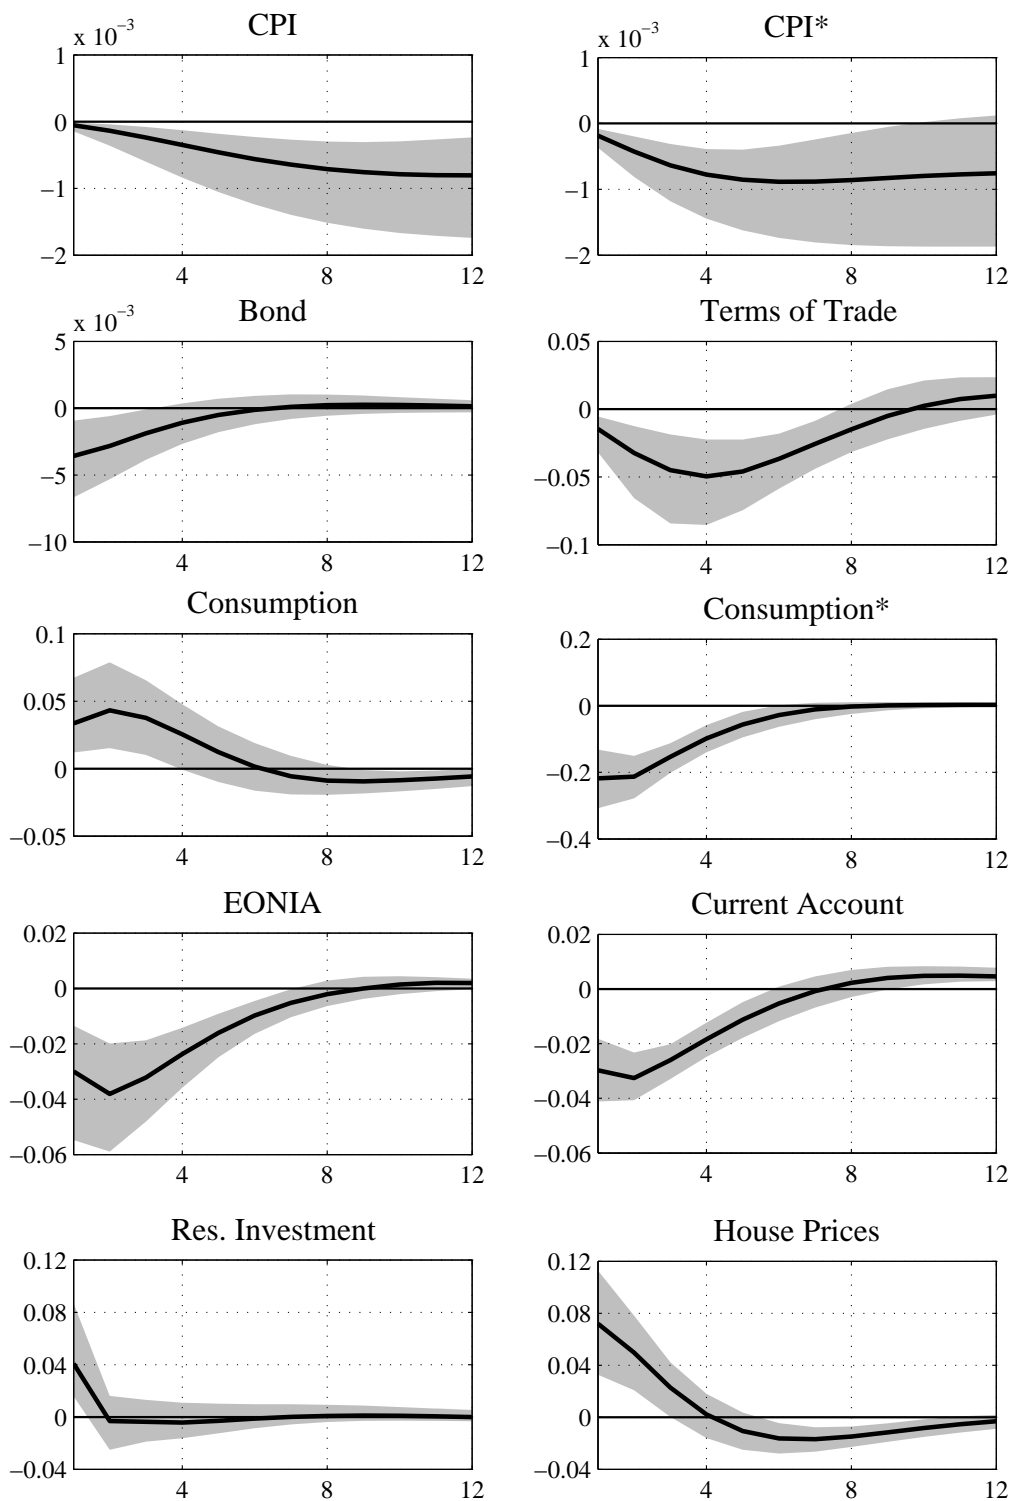 CPI
x 10⁻³
1
0
−1
−2
4 8 12
CPI*
x 10⁻³
1
0
−1
−2
4 8 12
Bond
x 10⁻³
5
0
−5
−10
4 8 12
Terms of Trade
0.05
0
−0.05
−0.1
4 8 12
Consumption
0.1
0.05
0
−0.05
4 8 12
Consumption*
0.2
0
−0.2
−0.4
4 8 12
EONIA
0.02
0
−0.02
−0.04
−0.06
4 8 12
Current Account
0.02
0
−0.02
−0.04
−0.06
4 8 12
Res. Investment
0.12
0.08
0.04
0
−0.04
4 8 12
House Prices
0.12
0.08
0.04
0
−0.04
4 8 12